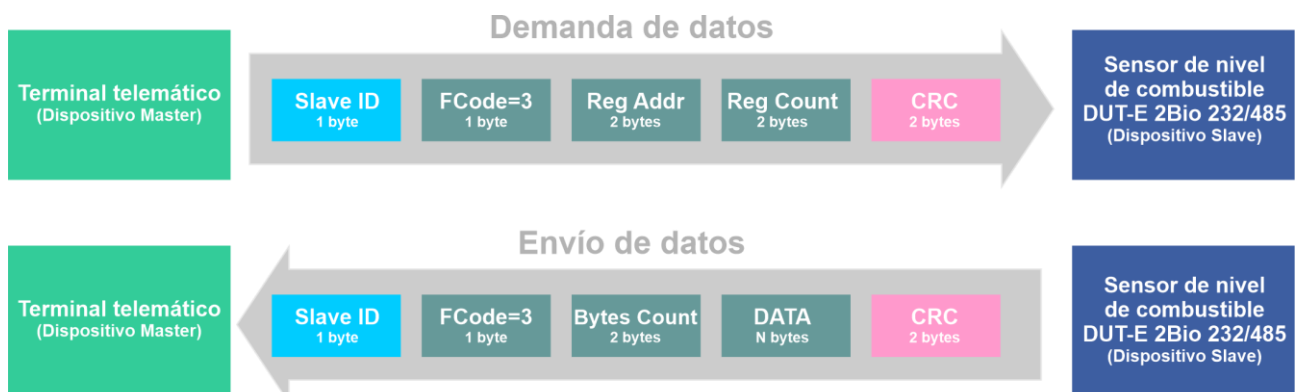 Demanda de datos
Terminal telemático
(Dispositivo Master)
Slave ID
1 byte
FCode=3
1 byte
Reg Addr
2 bytes
Reg Count
2 bytes
CRC
2 bytes
Sensor de nivel
de combustible
DUT-E 2Bio 232/485
(Dispositivo Slave)
Envío de datos
Terminal telemático
(Dispositivo Master)
Slave ID
1 byte
FCode=3
1 byte
Bytes Count
2 bytes
DATA
N bytes
CRC
2 bytes
Sensor de nivel
de combustible
DUT-E 2Bio 232/485
(Dispositivo Slave)